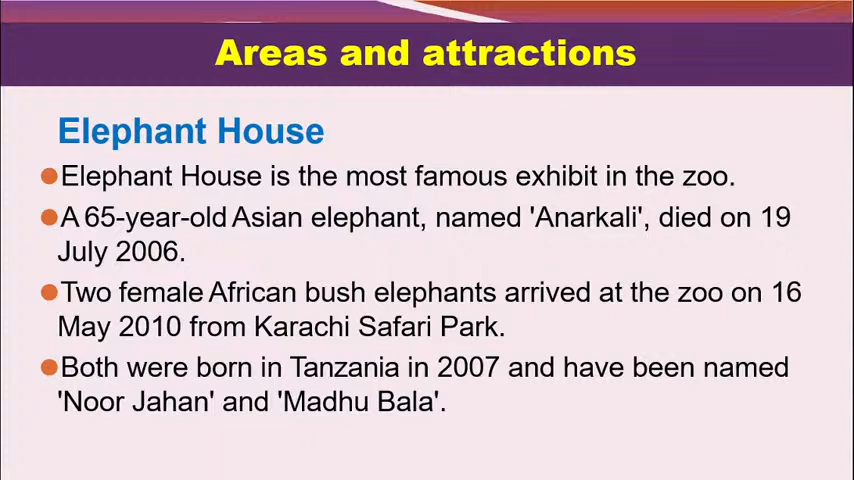 Areas and attractions
Elephant House
Elephant House is the most famous exhibit in the zoo.
A 65-year-old Asian elephant, named 'Anarkali', died on 19
July 2006.
Two female African bush elephants arrived at the zoo on 16
May 2010 from Karachi Safari Park.
Both were born in Tanzania in 2007 and have been named
'Noor Jahan' and 'Madhu Bala'.